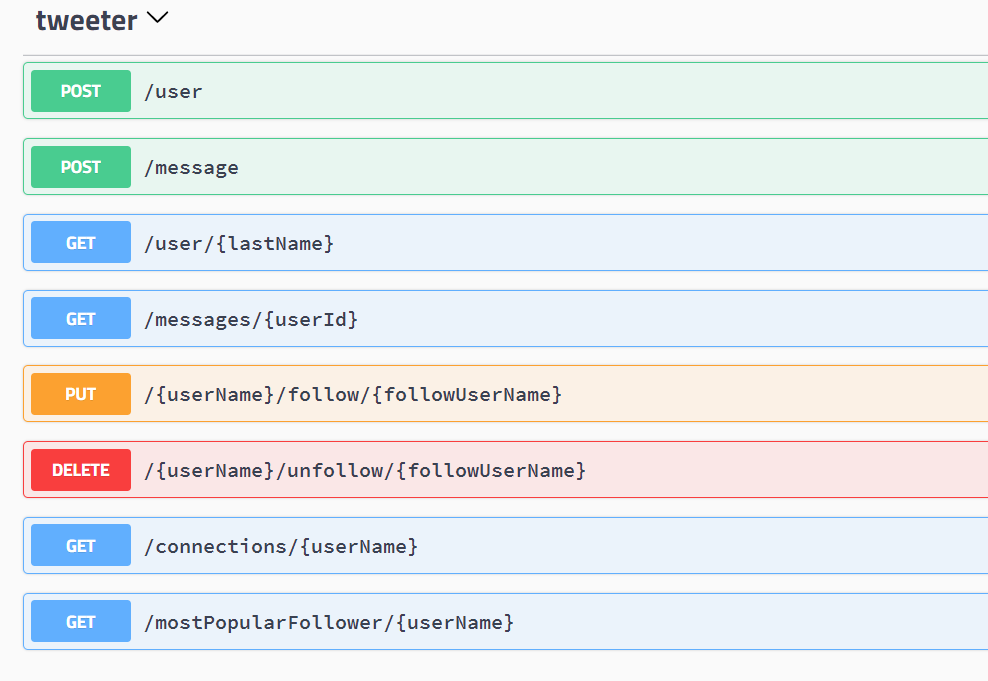 tweeter
POST /user
POST /message
GET /user/{lastName}
GET /messages/{userId}
PUT /{userName}/follow/{followUserName}
DELETE /{userName}/unfollow/{followUserName}
GET /connections/{userName}
GET /mostPopularFollower/{userName}